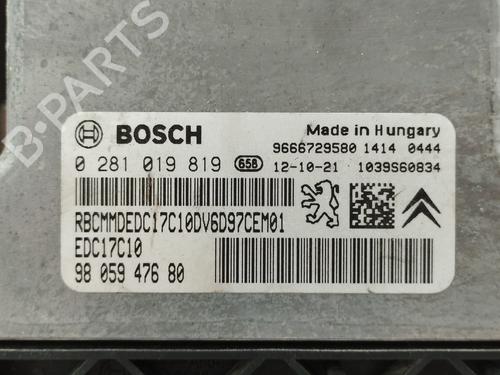 BOSCH
Made in Hungary
9666729580 1414 0444
0 281 019 819 656 12-10-21 1039S60834
RBCMMDEDC17C10DV6D97CEM01
EDC17C10
98 059 476 80
B-PARTS